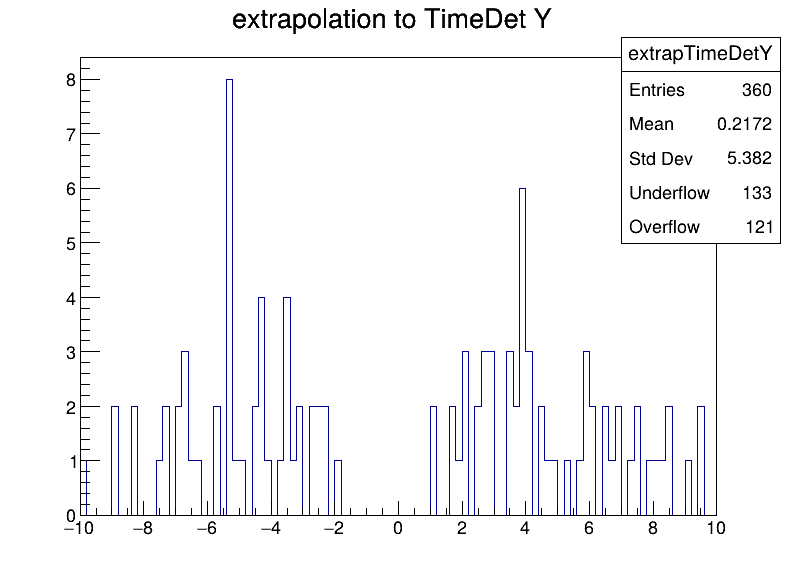 extrapolation to TimeDet Y
extrapTimeDetY
Entries 360
Mean 0.2172
Std Dev 5.382
Underflow 133
Overflow 121
8
7
6
5
4
3
2
1
0
−10 −8 −6 −4 −2 0 2 4 6 8 10